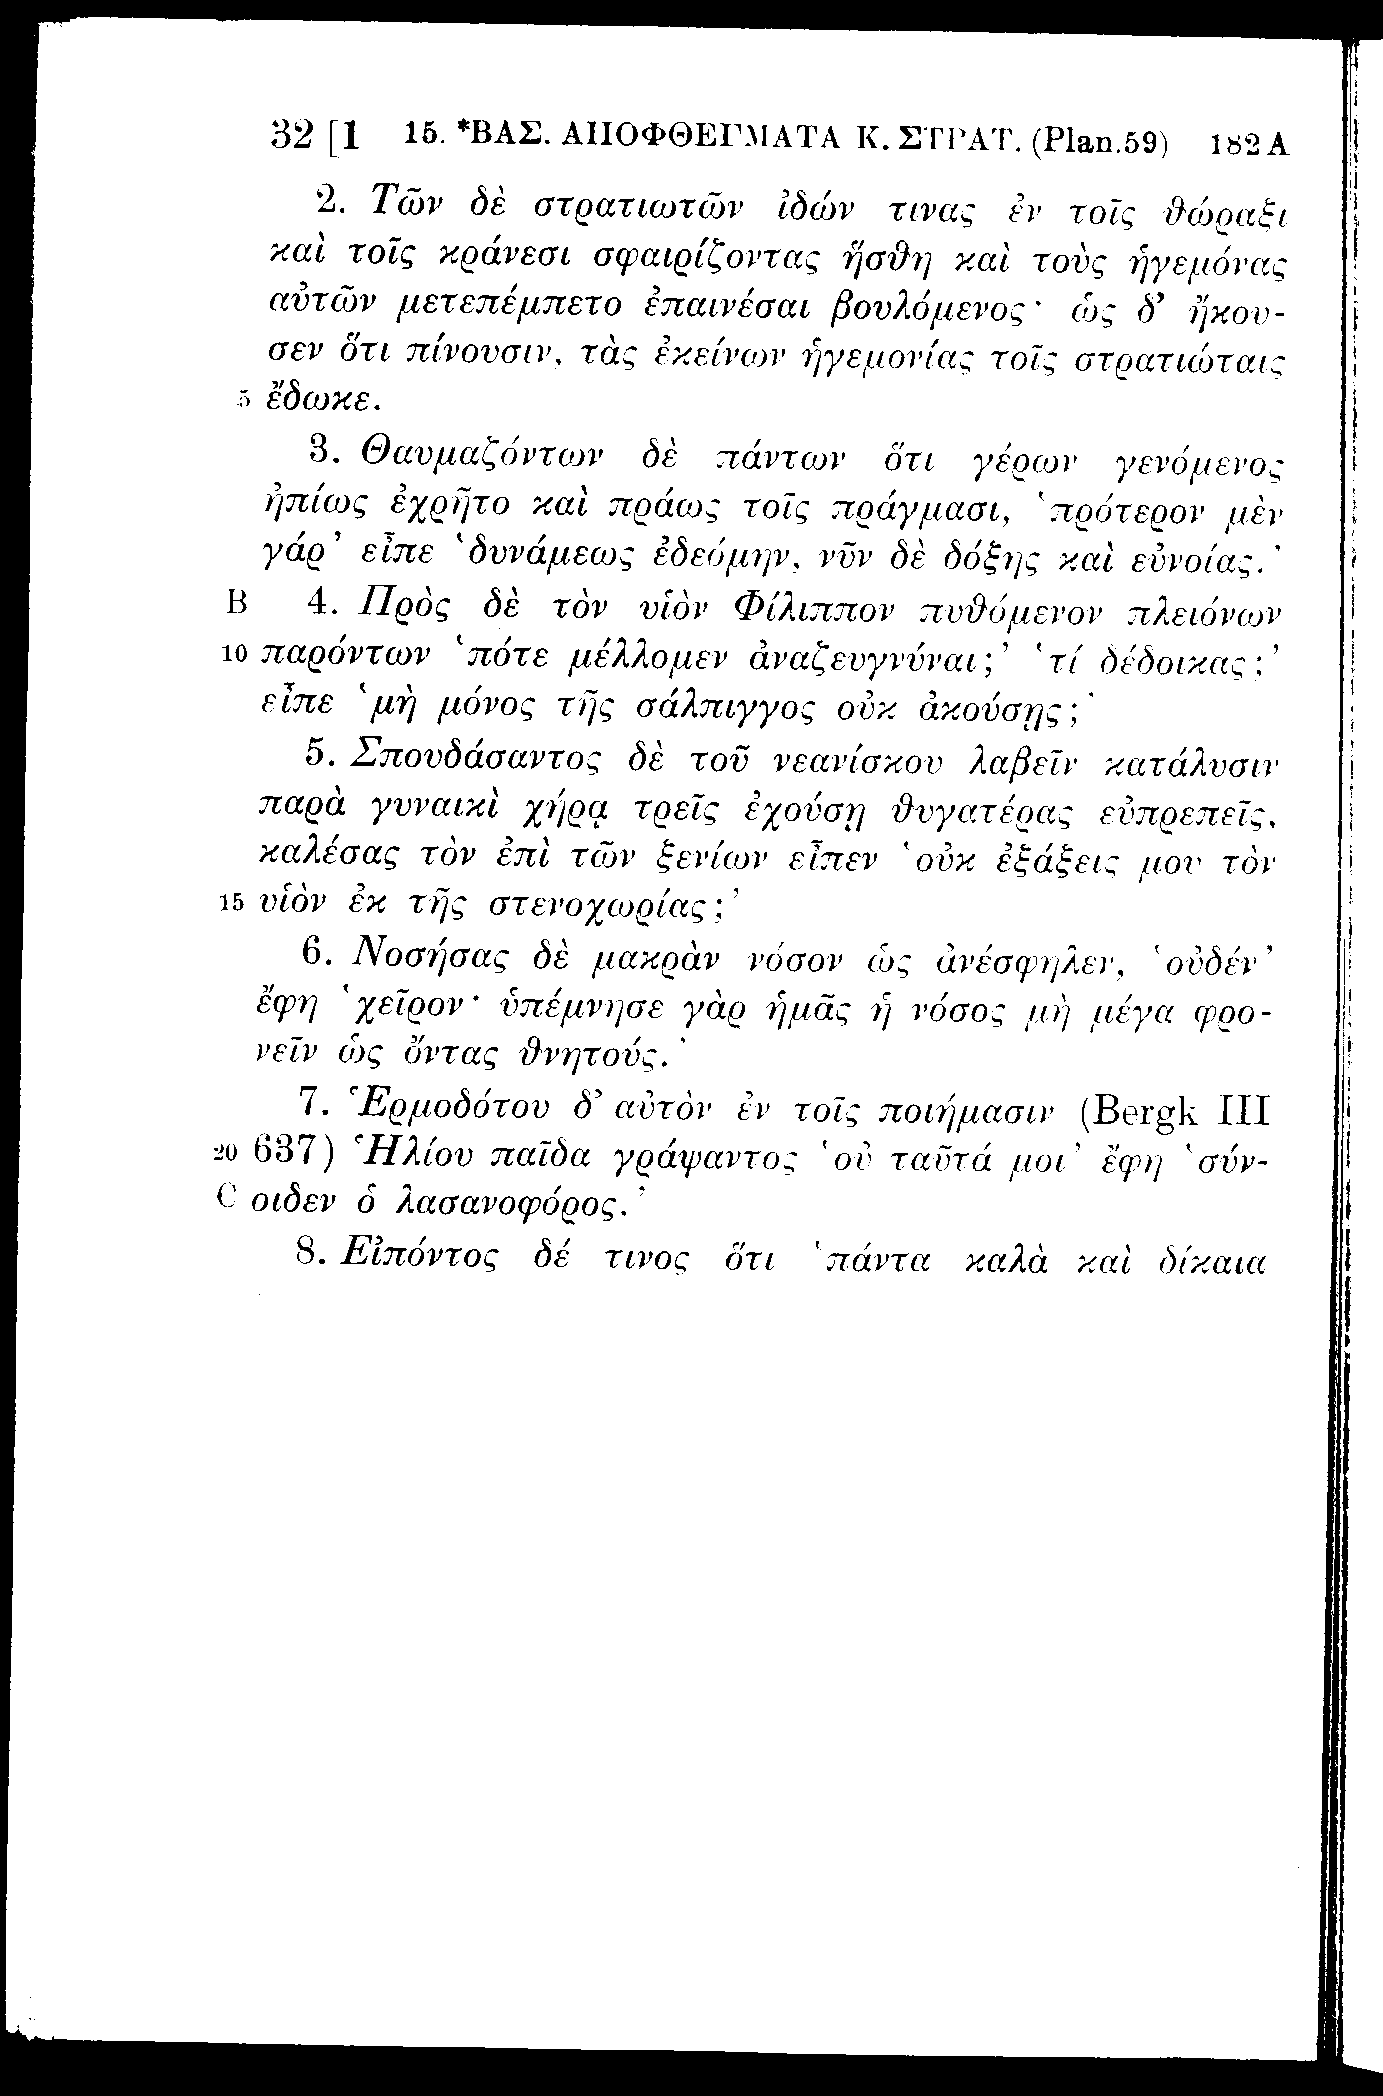 32 [1 15. *ΒΑΣ. ΑΠΟΦΘΕΓΜΑΤΑ Κ. ΣΤΡΑΤ. (Plan.59) 182 A
2. Τῶν δὲ στρατιωτῶν ἰδών τινας ἐν τοῖς θώραξι
καὶ τοῖς κράνεσι σφαιρίζοντας ἥσθη καὶ τοὺς ἡγεμόνας
αὐτῶν μετεπέμπετο ἐπαινέσαι βουλόμενος· ὡς δ’ ἤκου-
σεν ὅτι πίνουσιν, τὰς ἐκείνων ἡγεμονίας τοῖς στρατιώταις
5 ἔδωκε.
3. Θαυμαζόντων δὲ πάντων ὅτι γέρων γενόμενος
ἠπίως ἐχρῆτο καὶ πράως τοῖς πράγμασι, ‘πρότερον μὲν
γάρ’ εἶπε ‘δυνάμεως ἐδεόμην, νῦν δὲ δόξης καὶ εὐνοίας.’
B 4. Πρὸς δὲ τὸν υἱὸν Φίλιππον πυθόμενον πλειόνων
10 παρόντων ‘πότε μέλλομεν ἀναζευγνύναι;’ ‘τί δέδοικας;’
εἶπε ‘μὴ μόνος τῆς σάλπιγγος οὐκ ἀκούσῃς;’
5. Σπουδάσαντος δὲ τοῦ νεανίσκου λαβεῖν κατάλυσιν
παρὰ γυναικὶ χήρᾳ τρεῖς ἐχούσῃ θυγατέρας εὐπρεπεῖς,
καλέσας τὸν ἐπὶ τῶν ξενίων εἶπεν ‘οὐκ ἐξάξεις μου τὸν
15 υἱὸν ἐκ τῆς στενοχωρίας;’
6. Νοσήσας δὲ μακρὰν νόσον ὡς ἀνέσφηλεν, ‘οὐδέν’
ἔφη ‘χεῖρον· ὑπέμνησε γὰρ ἡμᾶς ἡ νόσος μὴ μέγα φρο-
νεῖν ὡς ὄντας θνητούς.’
7. Ἑρμοδότου δ’ αὐτὸν ἐν τοῖς ποιήμασιν (Bergk III
20 637) Ἡλίου παῖδα γράψαντος ‘οὐ ταῦτά μοι’ ἔφη ‘σύν-
C οιδεν ὁ λασανοφόρος.’
8. Εἰπόντος δέ τινος ὅτι ‘πάντα καλὰ καὶ δίκαια